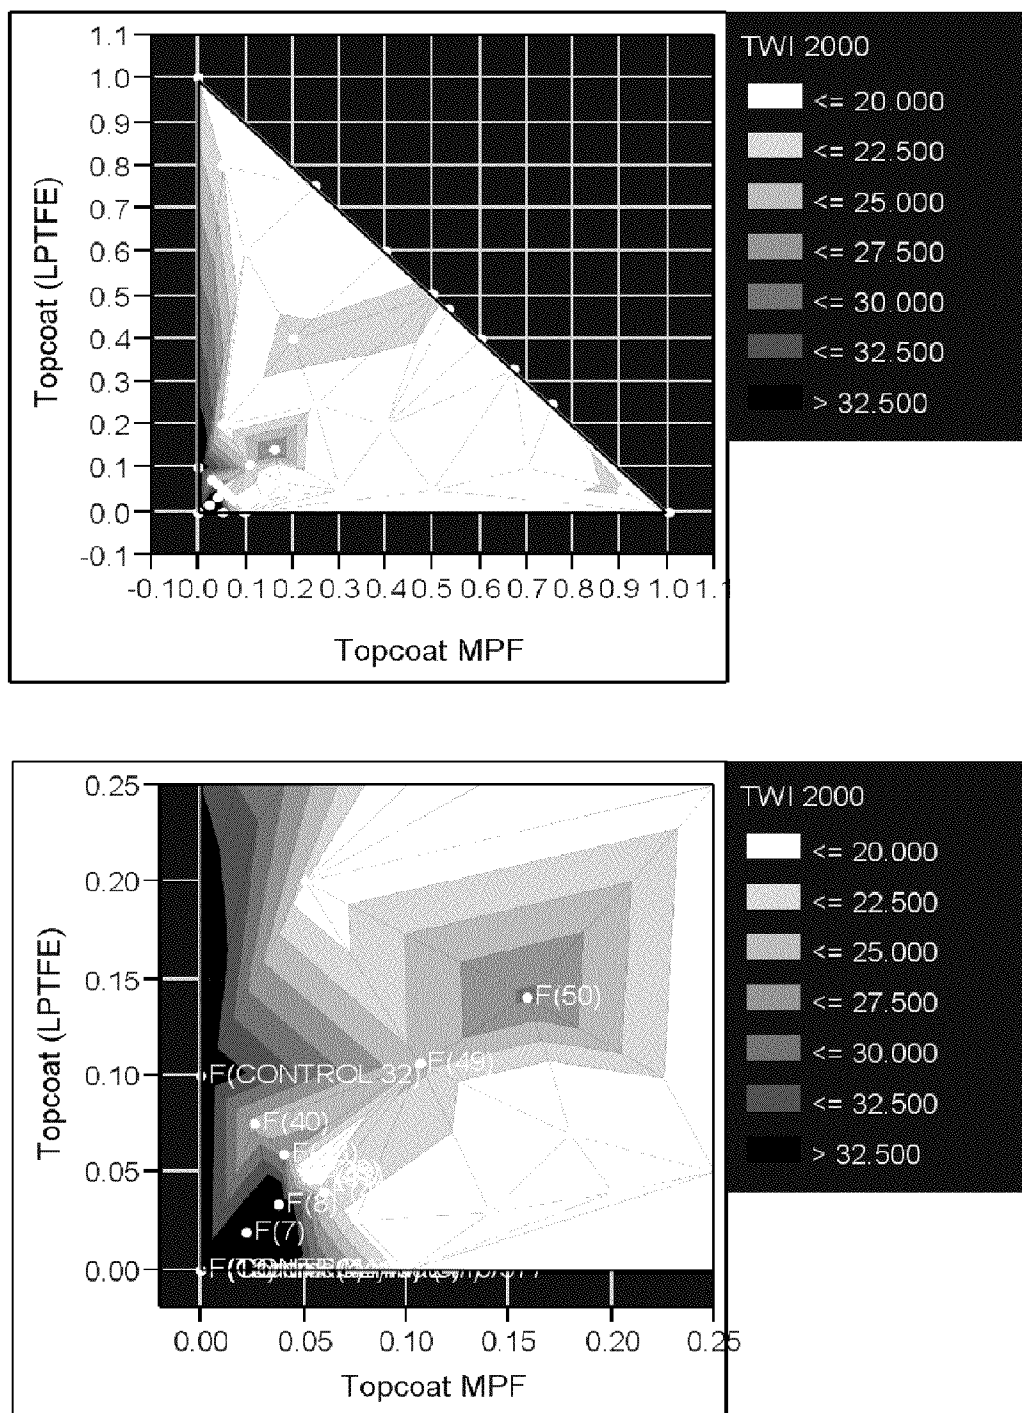 1.1
1.0
0.9
0.8
0.7
0.6
0.5
0.4
0.3
0.2
0.1
0.0
-0.1
Topcoat (LPTFE)
-0.1 0.0 0.1 0.2 0.3 0.4 0.5 0.6 0.7 0.8 0.9 1.0 1.1
Topcoat MPF
TWI 2000
<= 20.000
<= 22.500
<= 25.000
<= 27.500
<= 30.000
<= 32.500
> 32.500
0.25
0.20
0.15
0.10
0.05
0.00
Topcoat (LPTFE)
F(50)
F(49)
F(CONTROL 32)
F(40)
F(8)
F(7)
0.00 0.05 0.10 0.15 0.20 0.25
Topcoat MPF
TWI 2000
<= 20.000
<= 22.500
<= 25.000
<= 27.500
<= 30.000
<= 32.500
> 32.500